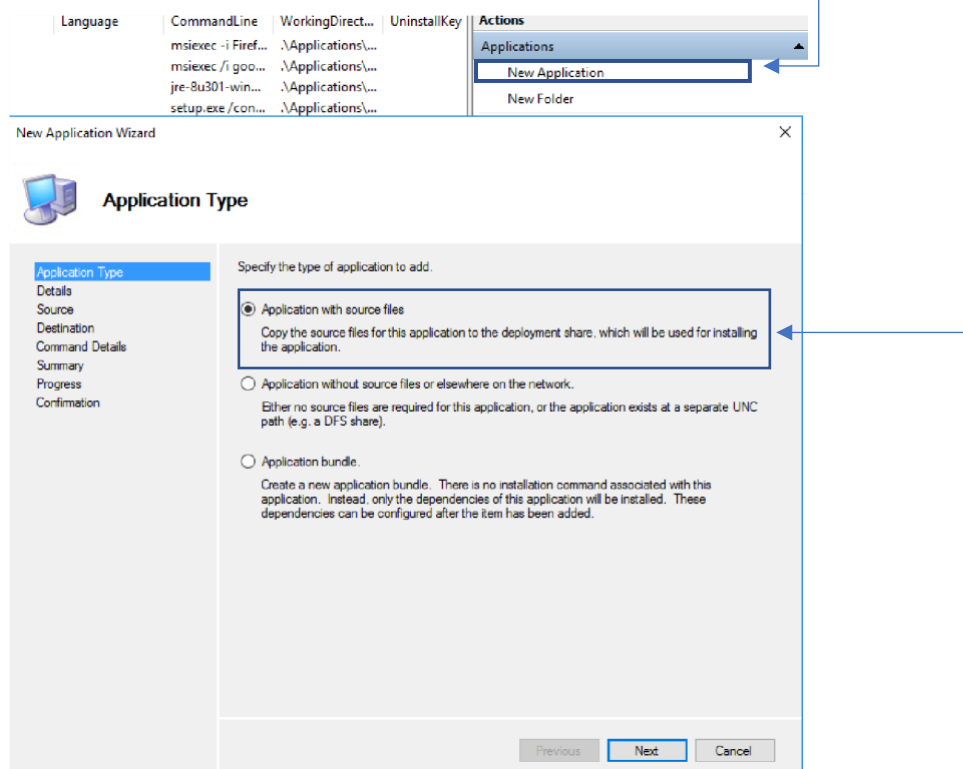 Language CommandLine WorkingDirect... UninstallKey Actions
msiexec -i Firef... .\Applications\... Applications
msiexec /i goo... .\Applications\... New Application
jre-8u301-win... .\Applications\...
New Folder
setup.exe /con... .\Applications\...
New Application Wizard
Application Type
Application Type
Details
Source
Destination
Command Details
Summary
Progress
Confirmation
Specify the type of application to add.
Application with source files
Copy the source files for this application to the deployment share, which will be used for installing
the application.
Application without source files or elsewhere on the network.
Either no source files are required for this application, or the application exists at a separate UNC
path (e.g. a DFS share).
Application bundle.
Create a new application bundle. There is no installation command associated with this
application. Instead, only the dependencies of this application will be installed. These
dependencies can be configured after the item has been added.
Previous Next Cancel